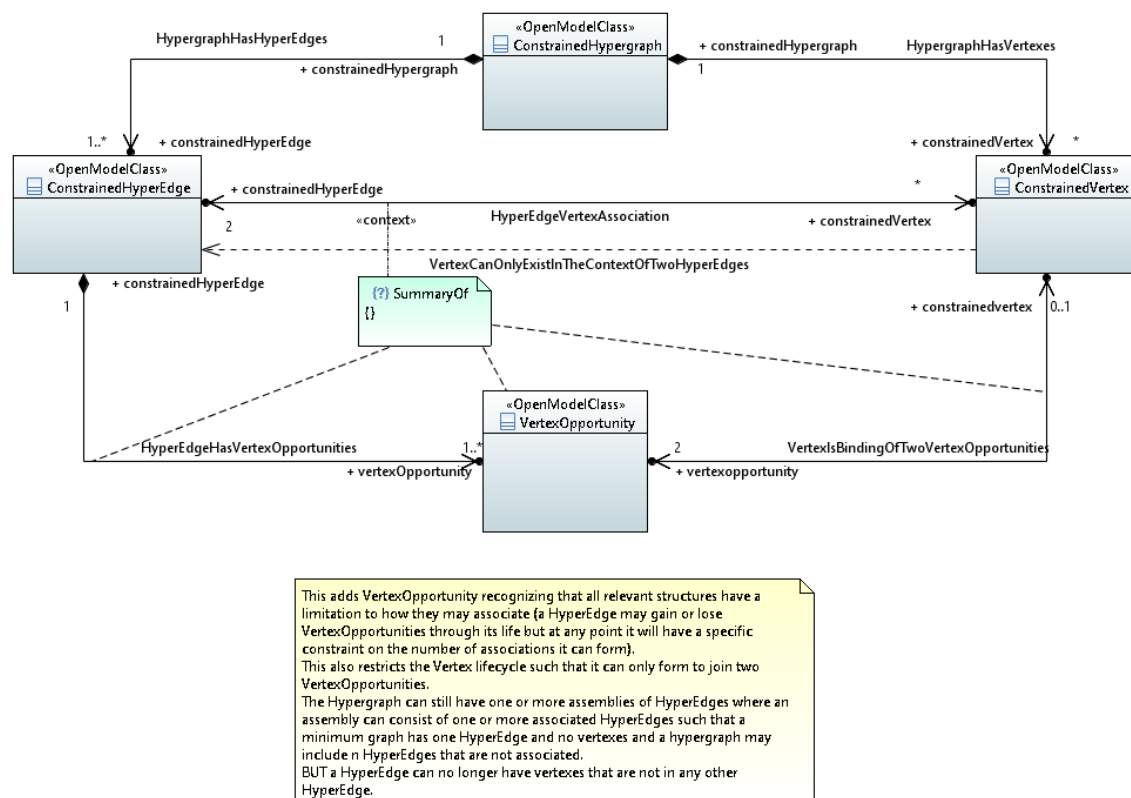 «OpenModelClass»
ConstrainedHypergraph
HypergraphHasHyperEdges
1
+ constrainedHypergraph
+ constrainedHypergraph
1
HypergraphHasVertexes
1..*
+ constrainedHyperEdge
+ constrainedVertex
*
«OpenModelClass»
ConstrainedHyperEdge
«OpenModelClass»
ConstrainedVertex
+ constrainedHyperEdge
*
«context»
HyperEdgeVertexAssociation
+ constrainedVertex
2
VertexCanOnlyExistInTheContextOfTwoHyperEdges
+ constrainedHyperEdge
1
{?} SummaryOf
{}
+ constrainedvertex
0..1
«OpenModelClass»
VertexOpportunity
HyperEdgeHasVertexOpportunities
1..*
+ vertexOpportunity
2
VertexIsBindingOfTwoVertexOpportunities
+ vertexopportunity
This adds VertexOpportunity recognizing that all relevant structures have a
limitation to how they may associate (a HyperEdge may gain or lose
VertexOpportunities through its life but at any point it will have a specific
constraint on the number of associations it can form).
This also restricts the Vertex lifecycle such that it can only form to join two
VertexOpportunities.
The Hypergraph can still have one or more assemblies of HyperEdges where an
assembly can consist of one or more associated HyperEdges such that a
minimum graph has one HyperEdge and no vertexes and a hypergraph may
include n HyperEdges that are not associated.
BUT a HyperEdge can no longer have vertexes that are not in any other
HyperEdge.